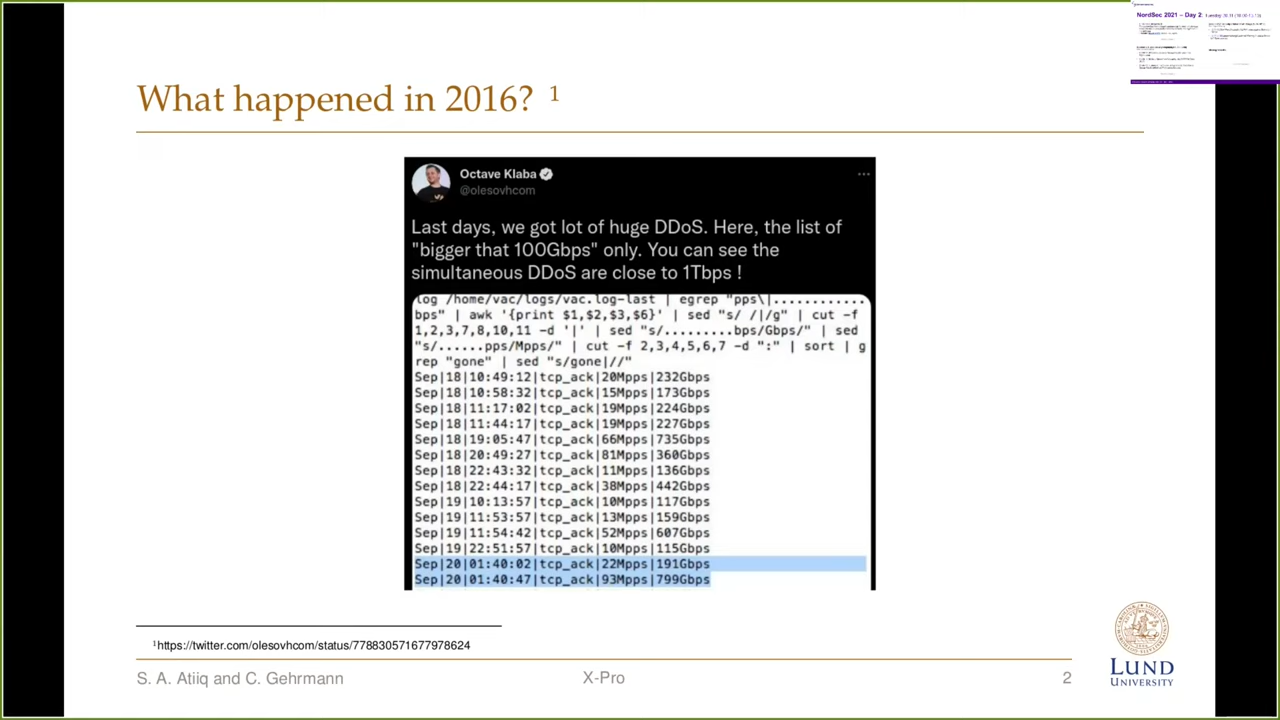 NordSec 2021 – Day 2:
What happened in 2016? 1
Octave Klaba
@olesovhcom
Last days, we got lot of huge DDoS. Here, the list of
"bigger that 100Gbps" only. You can see the
simultaneous DDoS are close to 1Tbps !
log /home/vac/logs/vac.log-last | egrep "pps\|............
bps" | awk '{print $1,$2,$3,$6}' | sed "s/ /|/g" | cut -f
1,2,3,7,8,10,11 -d '|' | sed "s/.........bps/Gbps/" | sed
"s/......pps/Mpps/" | cut -f 2,3,4,5,6,7 -d ":" | sort | g
rep "gone" | sed "s/gone|//"
Sep|18|10:49:12|tcp_ack|20Mpps|232Gbps
Sep|18|10:58:32|tcp_ack|15Mpps|173Gbps
Sep|18|11:17:02|tcp_ack|19Mpps|224Gbps
Sep|18|11:44:17|tcp_ack|19Mpps|227Gbps
Sep|18|19:05:47|tcp_ack|66Mpps|735Gbps
Sep|18|20:49:27|tcp_ack|81Mpps|360Gbps
Sep|18|22:43:32|tcp_ack|11Mpps|136Gbps
Sep|18|22:44:17|tcp_ack|38Mpps|442Gbps
Sep|19|10:13:57|tcp_ack|10Mpps|117Gbps
Sep|19|11:53:57|tcp_ack|13Mpps|159Gbps
Sep|19|11:54:42|tcp_ack|52Mpps|607Gbps
Sep|19|22:51:57|tcp_ack|10Mpps|115Gbps
Sep|20|01:40:02|tcp_ack|22Mpps|191Gbps
Sep|20|01:40:47|tcp_ack|93Mpps|799Gbps
1https://twitter.com/olesovhcom/status/778830571677978624
S. A. Atiiq and C. Gehrmann
X-Pro
2
LUND
UNIVERSITY